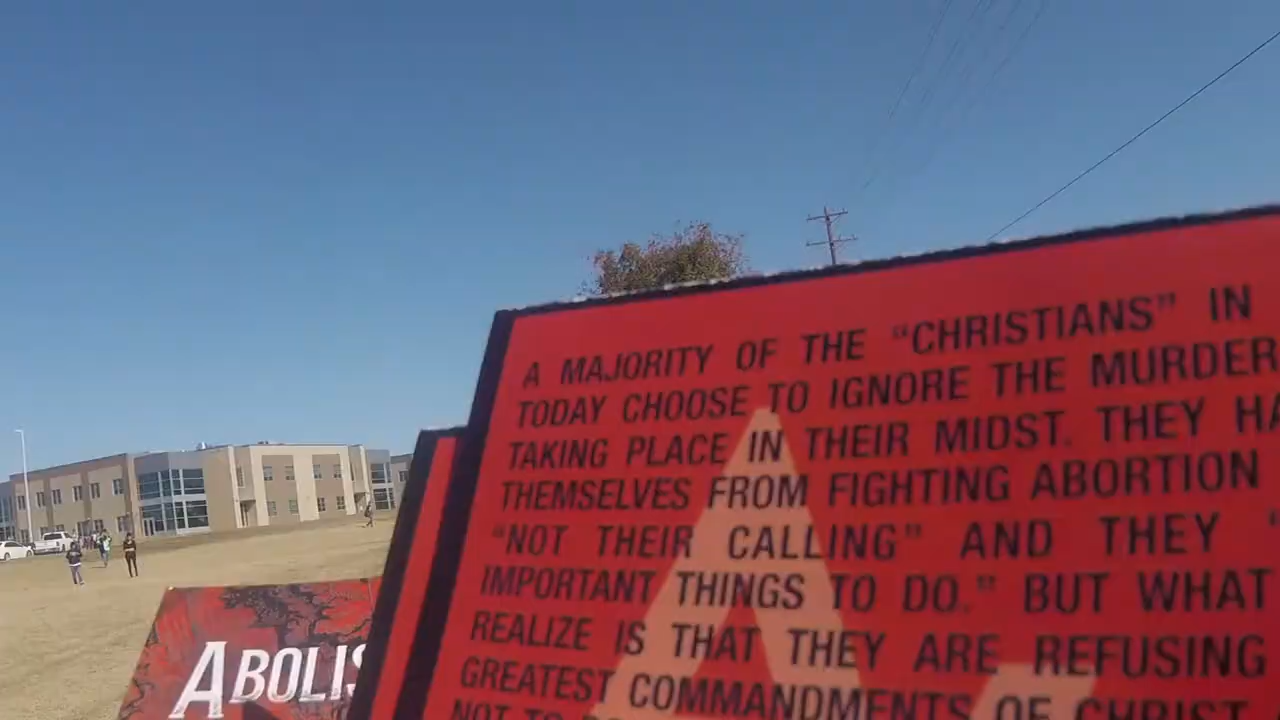 A MAJORITY OF THE "CHRISTIANS" IN
TODAY CHOOSE TO IGNORE THE MURDER
TAKING PLACE IN THEIR MIDST. THEY HA
THEMSELVES FROM FIGHTING ABORTION
"NOT THEIR CALLING" AND THEY "
IMPORTANT THINGS TO DO." BUT WHAT
REALIZE IS THAT THEY ARE REFUSING
GREATEST COMMANDMENTS OF CHRIST
NOT TO
ABOLIS